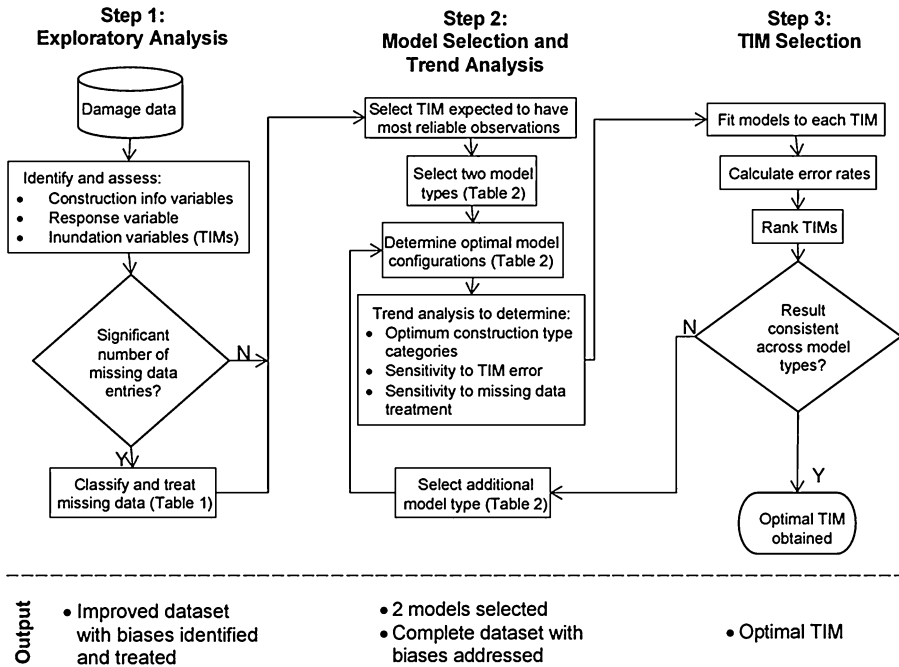 Step 1:
Exploratory Analysis
Damage data
Identify and assess:
• Construction info variables
• Response variable
• Inundation variables (TIMs)
Significant
number of
missing data
entries?
N
Y
Classify and treat
missing data (Table 1)
Step 2:
Model Selection and
Trend Analysis
Select TIM expected to have
most reliable observations
Select two model
types (Table 2)
Determine optimal model
configurations (Table 2)
Trend analysis to determine:
• Optimum construction type
categories
• Sensitivity to TIM error
• Sensitivity to missing data
treatment
Select additional
model type (Table 2)
Step 3:
TIM Selection
Fit models to each TIM
Calculate error rates
Rank TIMs
Result
consistent
across model
types?
N
Y
Optimal TIM
obtained
Output
• Improved dataset
with biases identified
and treated
• 2 models selected
• Complete dataset with
biases addressed
• Optimal TIM